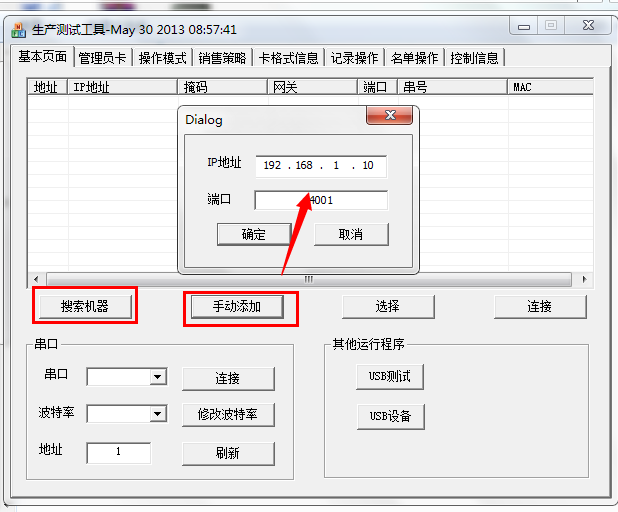 生产测试工具-May 30 2013 08:57:41
基本页面 管理员卡 操作模式 销售策略 卡格式信息 记录操作 名单操作 控制信息
地址 IP地址 掩码 网关 端口 串号 MAC
Dialog
IP地址 192 . 168 . 1 . 10
端口 4001
确定 取消
搜索机器 手动添加 选择 连接
串口
串口 连接
波特率 修改波特率
地址 1 刷新
其他运行程序
USB测试
USB设备